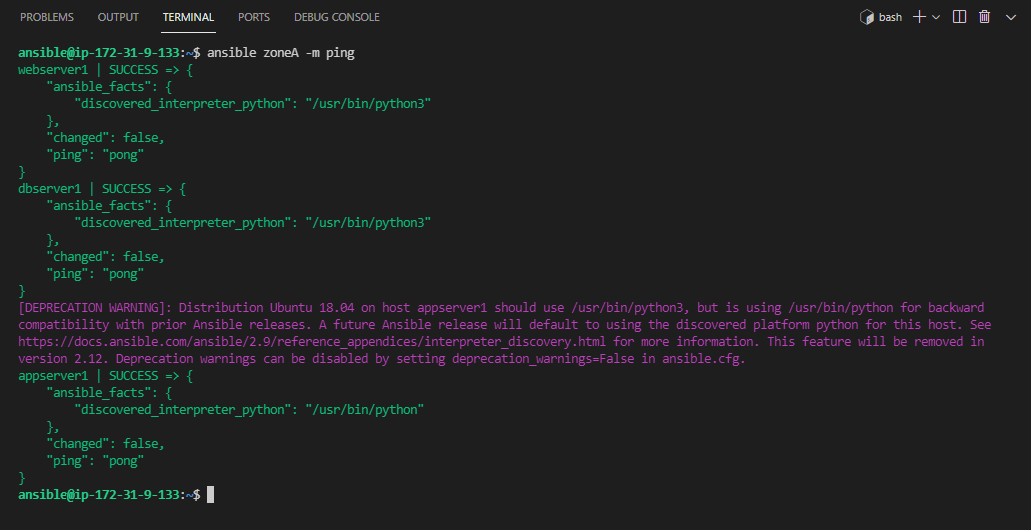 PROBLEMS OUTPUT TERMINAL PORTS DEBUG CONSOLE bash
ansible@ip-172-31-9-133:~$ ansible zoneA -m ping
webserver1 | SUCCESS => {
    "ansible_facts": {
        "discovered_interpreter_python": "/usr/bin/python3"
    },
    "changed": false,
    "ping": "pong"
}
dbserver1 | SUCCESS => {
    "ansible_facts": {
        "discovered_interpreter_python": "/usr/bin/python3"
    },
    "changed": false,
    "ping": "pong"
}
[DEPRECATION WARNING]: Distribution Ubuntu 18.04 on host appserver1 should use /usr/bin/python3, but is using /usr/bin/python for backward
compatibility with prior Ansible releases. A future Ansible release will default to using the discovered platform python for this host. See
https://docs.ansible.com/ansible/2.9/reference_appendices/interpreter_discovery.html for more information. This feature will be removed in
version 2.12. Deprecation warnings can be disabled by setting deprecation_warnings=False in ansible.cfg.
appserver1 | SUCCESS => {
    "ansible_facts": {
        "discovered_interpreter_python": "/usr/bin/python"
    },
    "changed": false,
    "ping": "pong"
}
ansible@ip-172-31-9-133:~$